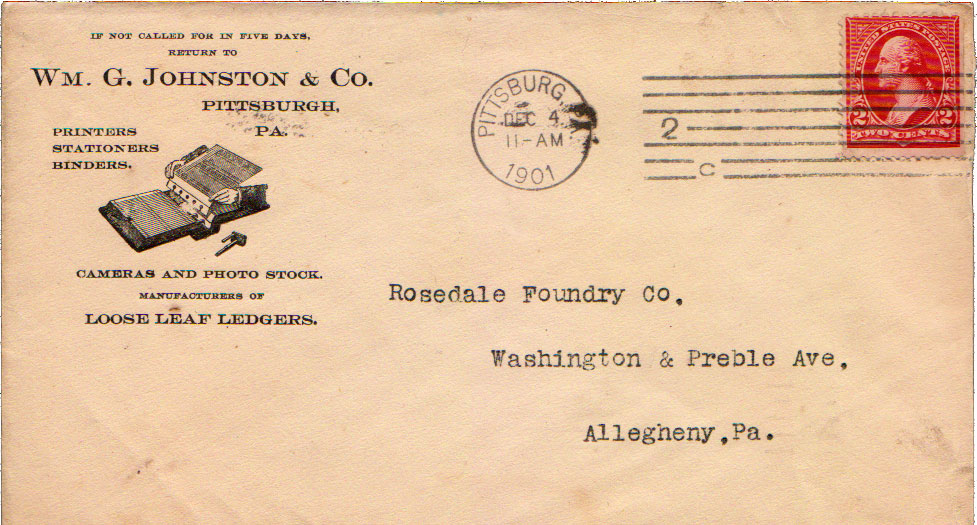 IF NOT CALLED FOR IN FIVE DAYS,
RETURN TO
WM. G. JOHNSTON & CO.
PITTSBURGH,
PA.
PRINTERS
STATIONERS
BINDERS.
CAMERAS AND PHOTO STOCK.
MANUFACTURERS OF
LOOSE LEAF LEDGERS.
PITTSBURG,
DEC 4
11-AM
1901
2
C
UNITED STATES POSTAGE
2 2
TWO CENTS
Rosedale Foundry Co.
Washington & Preble Ave.
Allegheny,Pa.